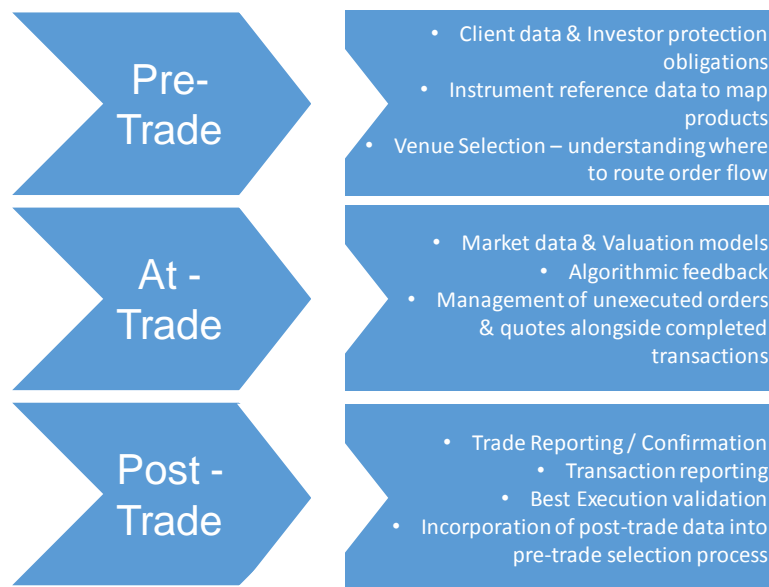 Pre-
Trade
• Client data & Investor protection
obligations
• Instrument reference data to map
products
• Venue Selection – understanding where
to route order flow
At -
Trade
• Market data & Valuation models
• Algorithmic feedback
• Management of unexecuted orders
& quotes alongside completed
transactions
Post -
Trade
• Trade Reporting / Confirmation
• Transaction reporting
• Best Execution validation
• Incorporation of post-trade data into
pre-trade selection process